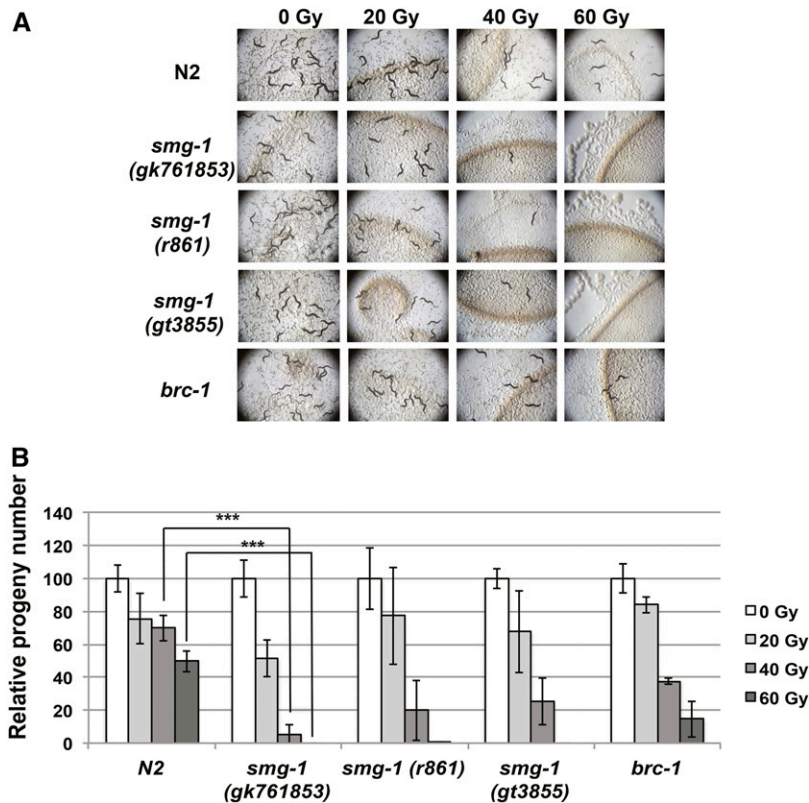 A
0 Gy 20 Gy 40 Gy 60 Gy
N2
smg-1
(gk761853)
smg-1
(r861)
smg-1
(gt3855)
brc-1
B
Relative progeny number
140
120
100
80
60
40
20
0
***
***
0 Gy
20 Gy
40 Gy
60 Gy
N2
smg-1
(gk761853)
smg-1 (r861)
smg-1
(gt3855)
brc-1